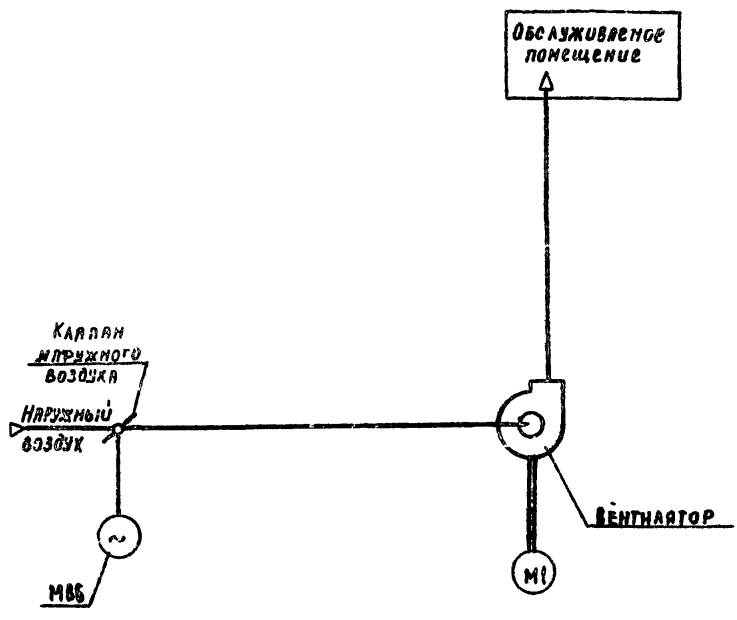 Обслуживаемое
помещение
Клапан
наружного
воздуха
Наружный
воздух
Вентилятор
МВБ
М1